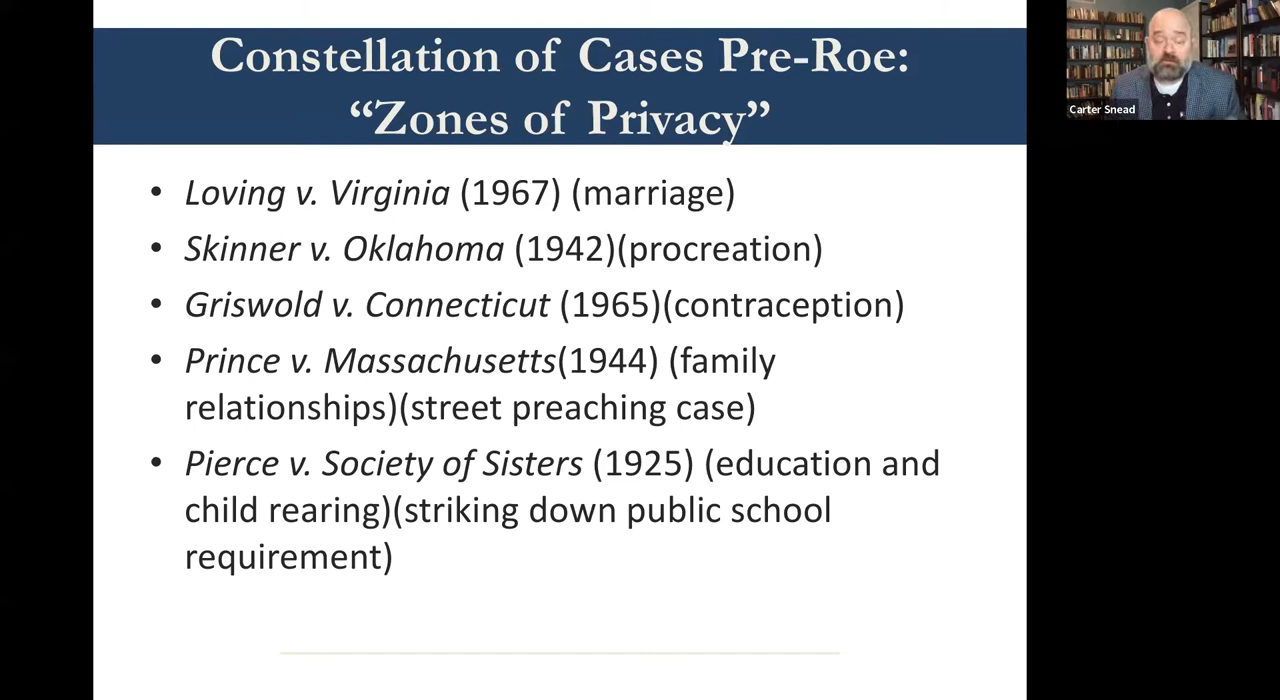 Constellation of Cases Pre-Roe:
“Zones of Privacy”
• Loving v. Virginia (1967) (marriage)
• Skinner v. Oklahoma (1942)(procreation)
• Griswold v. Connecticut (1965)(contraception)
• Prince v. Massachusetts(1944) (family
relationships)(street preaching case)
• Pierce v. Society of Sisters (1925) (education and
child rearing)(striking down public school
requirement)
Carter Snead